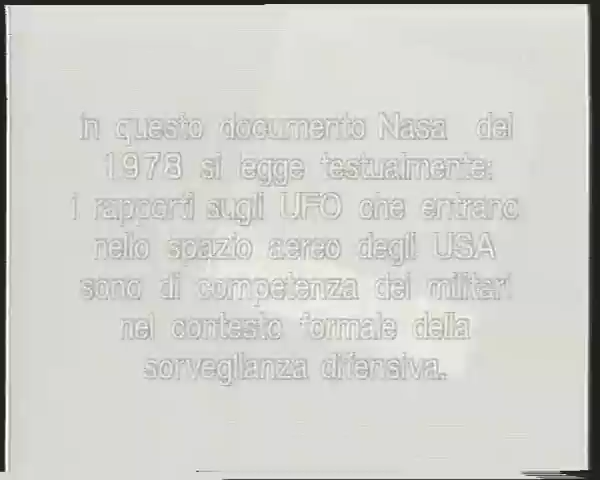 In questo documento Nasa del
1978 si legge testualmente:
i rapporti sugli UFO che entrano
nello spazio aereo degli USA
sono di competenza dei militari
nel contesto formale della
sorveglianza difensiva.